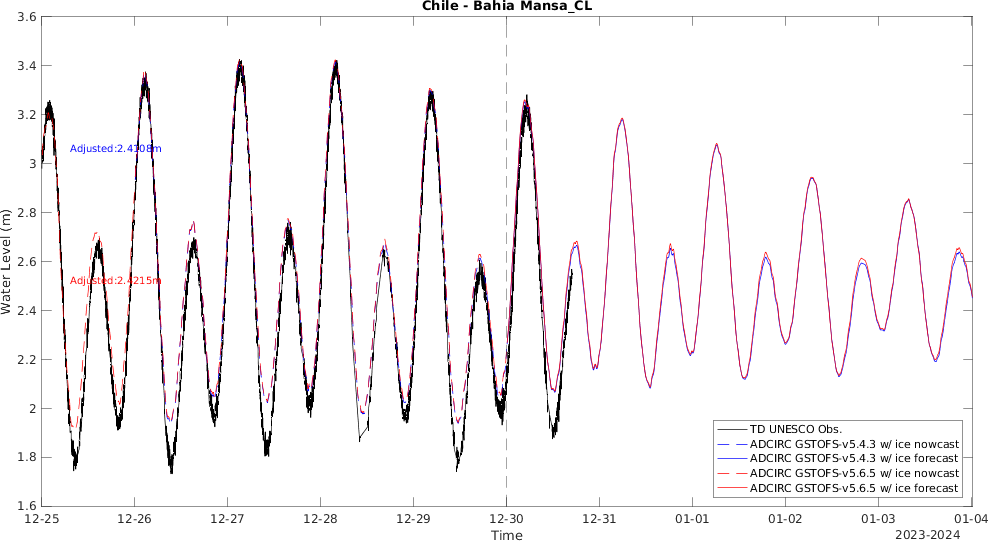 Chile - Bahia Mansa_CL
3.6
3.4
3.2
3
2.8
2.6
2.4
2.2
2
1.8
1.6
Water Level (m)
Adjusted:2.4108m
Adjusted:2.4215m
TD UNESCO Obs.
ADCIRC GSTOFS-v5.4.3 w/ ice nowcast
ADCIRC GSTOFS-v5.4.3 w/ ice forecast
ADCIRC GSTOFS-v5.6.5 w/ ice nowcast
ADCIRC GSTOFS-v5.6.5 w/ ice forecast
12-25 12-26 12-27 12-28 12-29 12-30 12-31 01-01 01-02 01-03 01-04
Time
2023-2024